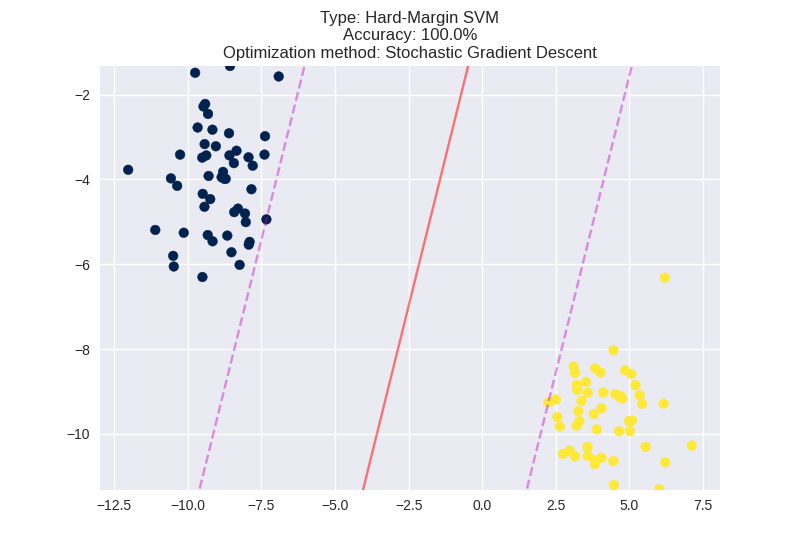 Type: Hard-Margin SVM
Accuracy: 100.0%
Optimization method: Stochastic Gradient Descent
−2
−4
−6
−8
−10
−12.5 −10.0 −7.5 −5.0 −2.5 0.0 2.5 5.0 7.5